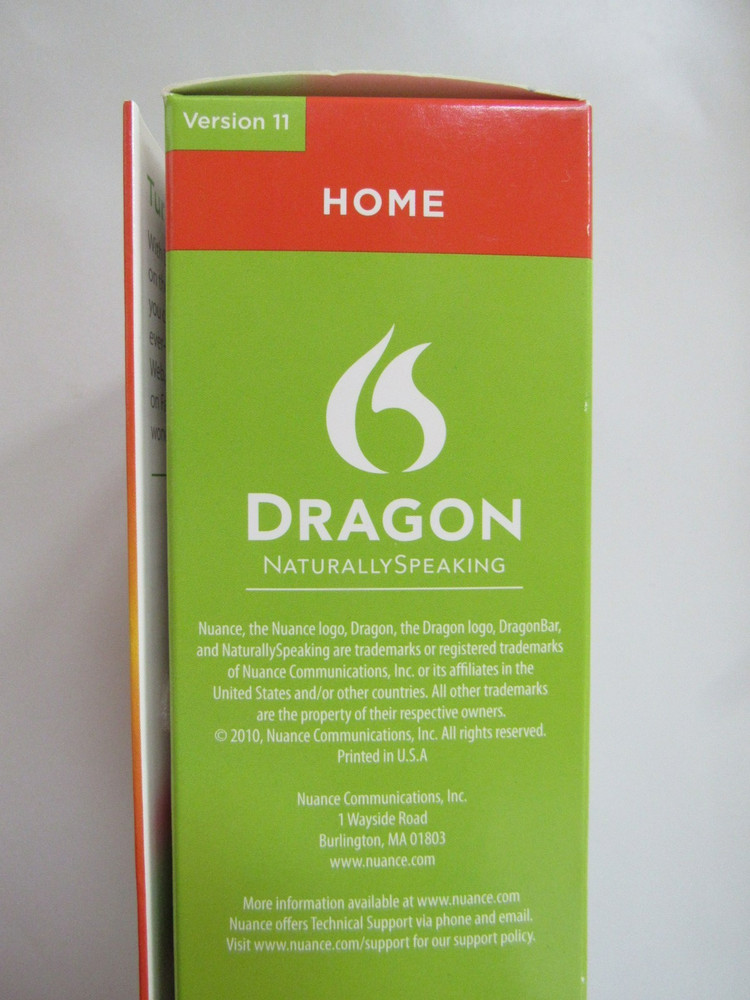 Version 11
HOME
DRAGON
NATURALLYSPEAKING
Nuance, the Nuance logo, Dragon, the Dragon logo, DragonBar,
and NaturallySpeaking are trademarks or registered trademarks
of Nuance Communications, Inc. or its affiliates in the
United States and/or other countries. All other trademarks
are the property of their respective owners.
© 2010, Nuance Communications, Inc. All rights reserved.
Printed in U.S.A
Nuance Communications, Inc.
1 Wayside Road
Burlington, MA 01803
www.nuance.com
More information available at www.nuance.com
Nuance offers Technical Support via phone and email.
Visit www.nuance.com/support for our support policy.